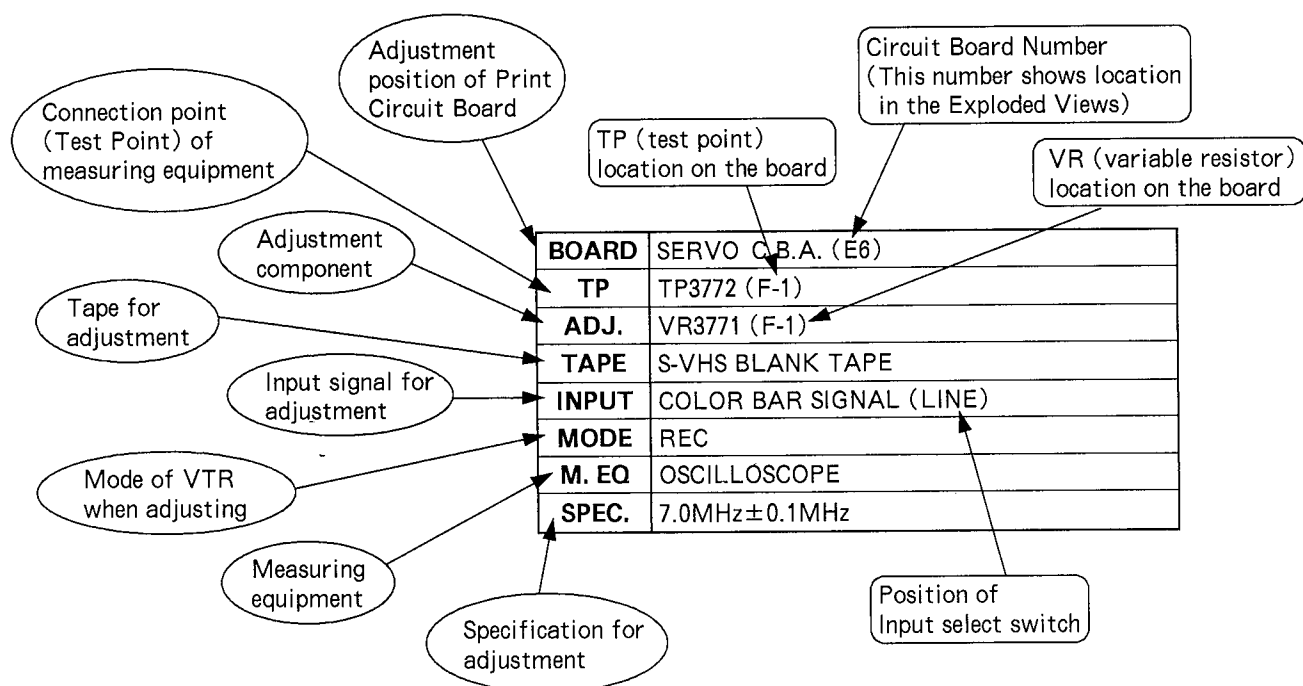 Adjustment
position of Print
Circuit Board
Circuit Board Number
(This number shows location
in the Exploded Views)
Connection point
(Test Point) of
measuring equipment
TP (test point)
location on the board
VR (variable resistor)
location on the board
Adjustment
component
Tape for
adjustment
Input signal for
adjustment
Mode of VTR
when adjusting
Measuring
equipment
Specification for
adjustment
BOARD SERVO C.B.A. (E6)
TP TP3772 (F-1)
ADJ. VR3771 (F-1)
TAPE S-VHS BLANK TAPE
INPUT COLOR BAR SIGNAL (LINE)
MODE REC
M. EQ OSCILLOSCOPE
SPEC. 7.0MHz±0.1MHz
Position of
Input select switch